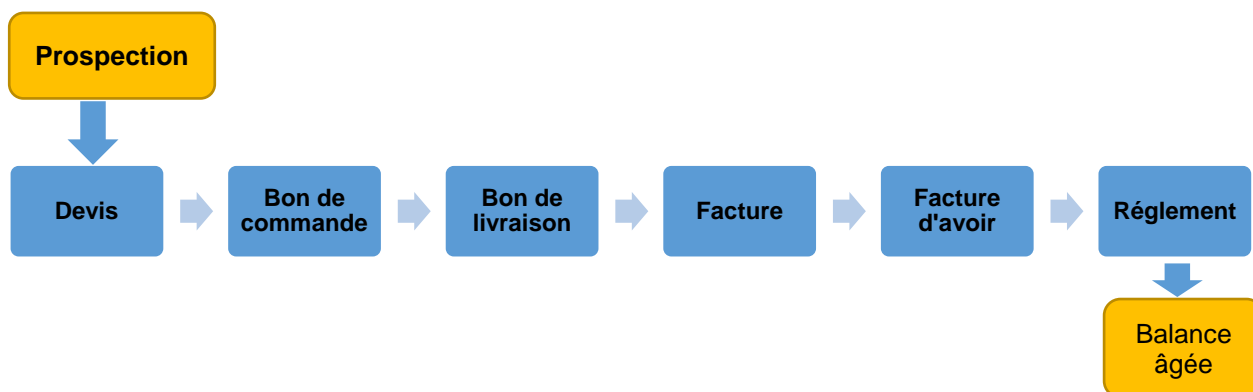 Prospection
Devis
Bon de
commande
Bon de
livraison
Facture
Facture
d'avoir
Réglement
Balance
âgée